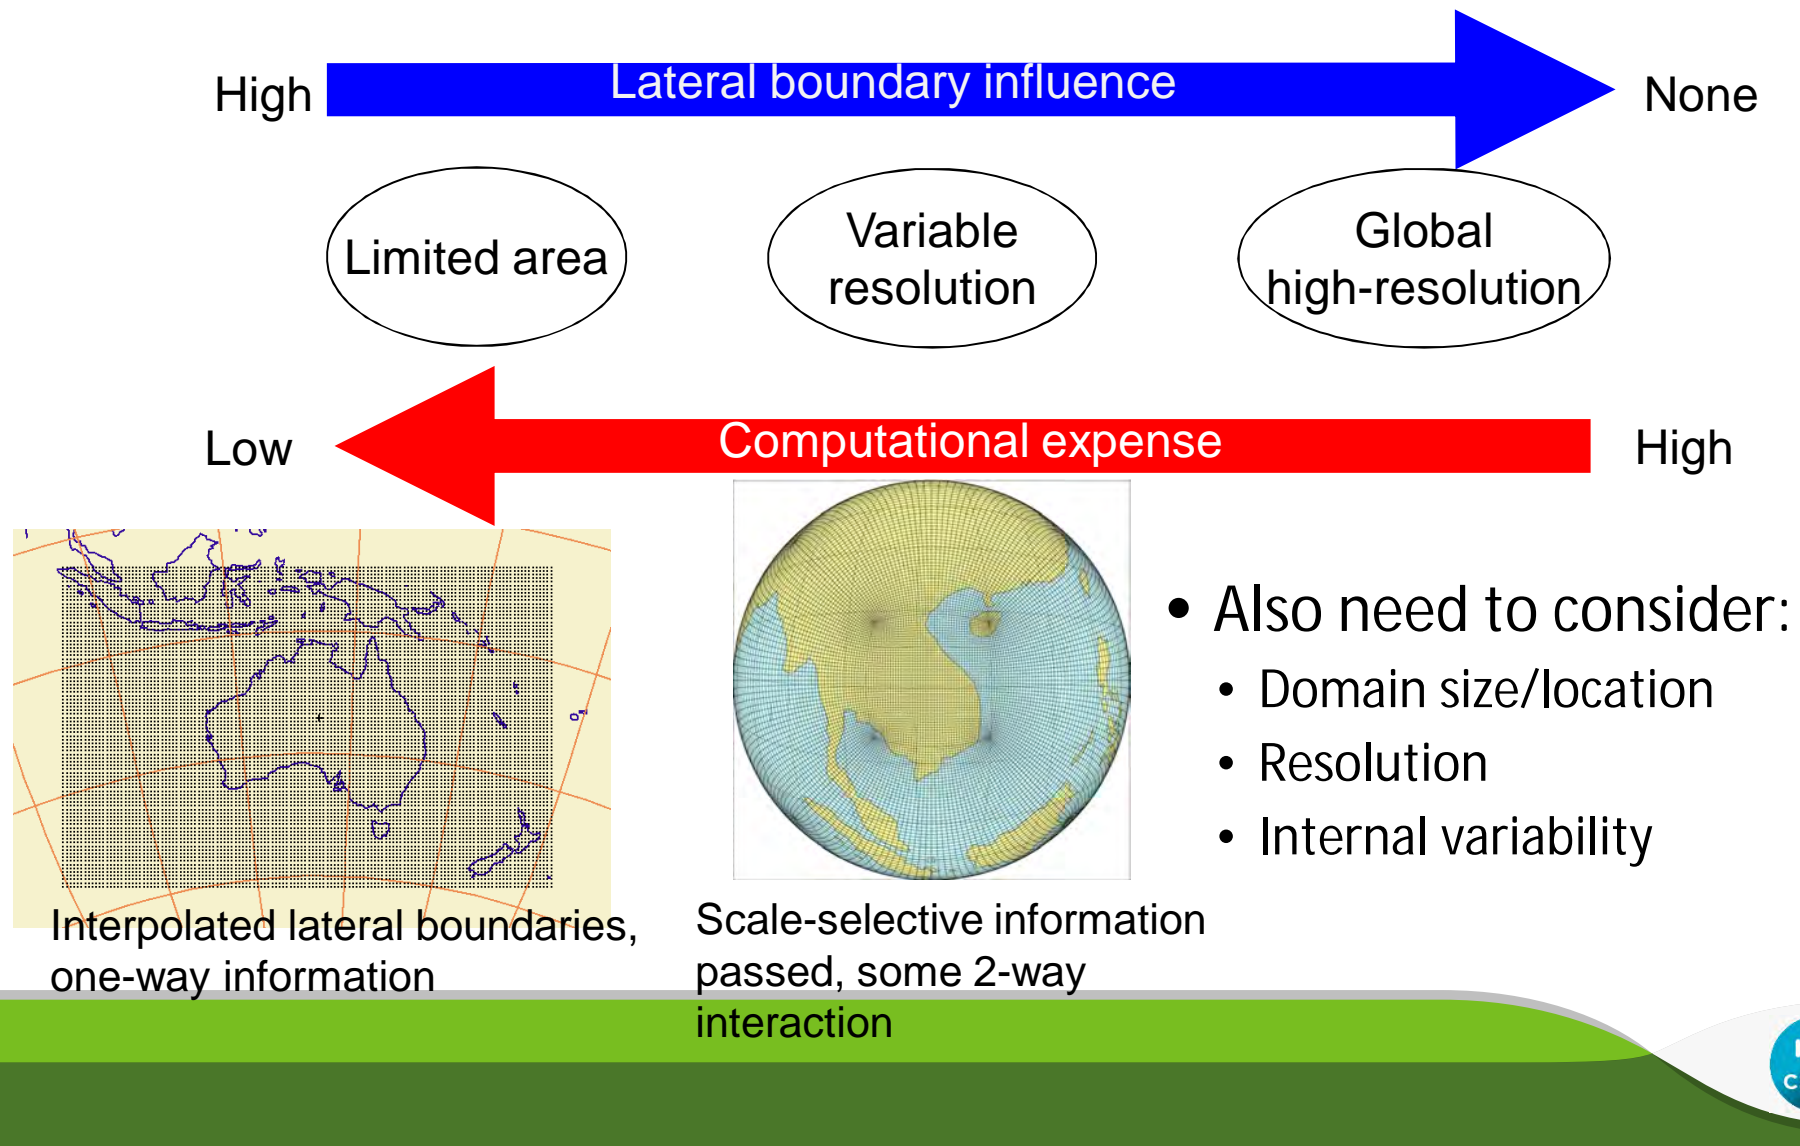 High
Lateral boundary influence
None
Limited area
Variable
resolution
Global
high-resolution
Low
Computational expense
High
• Also need to consider:
• Domain size/location
• Resolution
• Internal variability
Interpolated lateral boundaries,
one-way information
Scale-selective information
passed, some 2-way
interaction